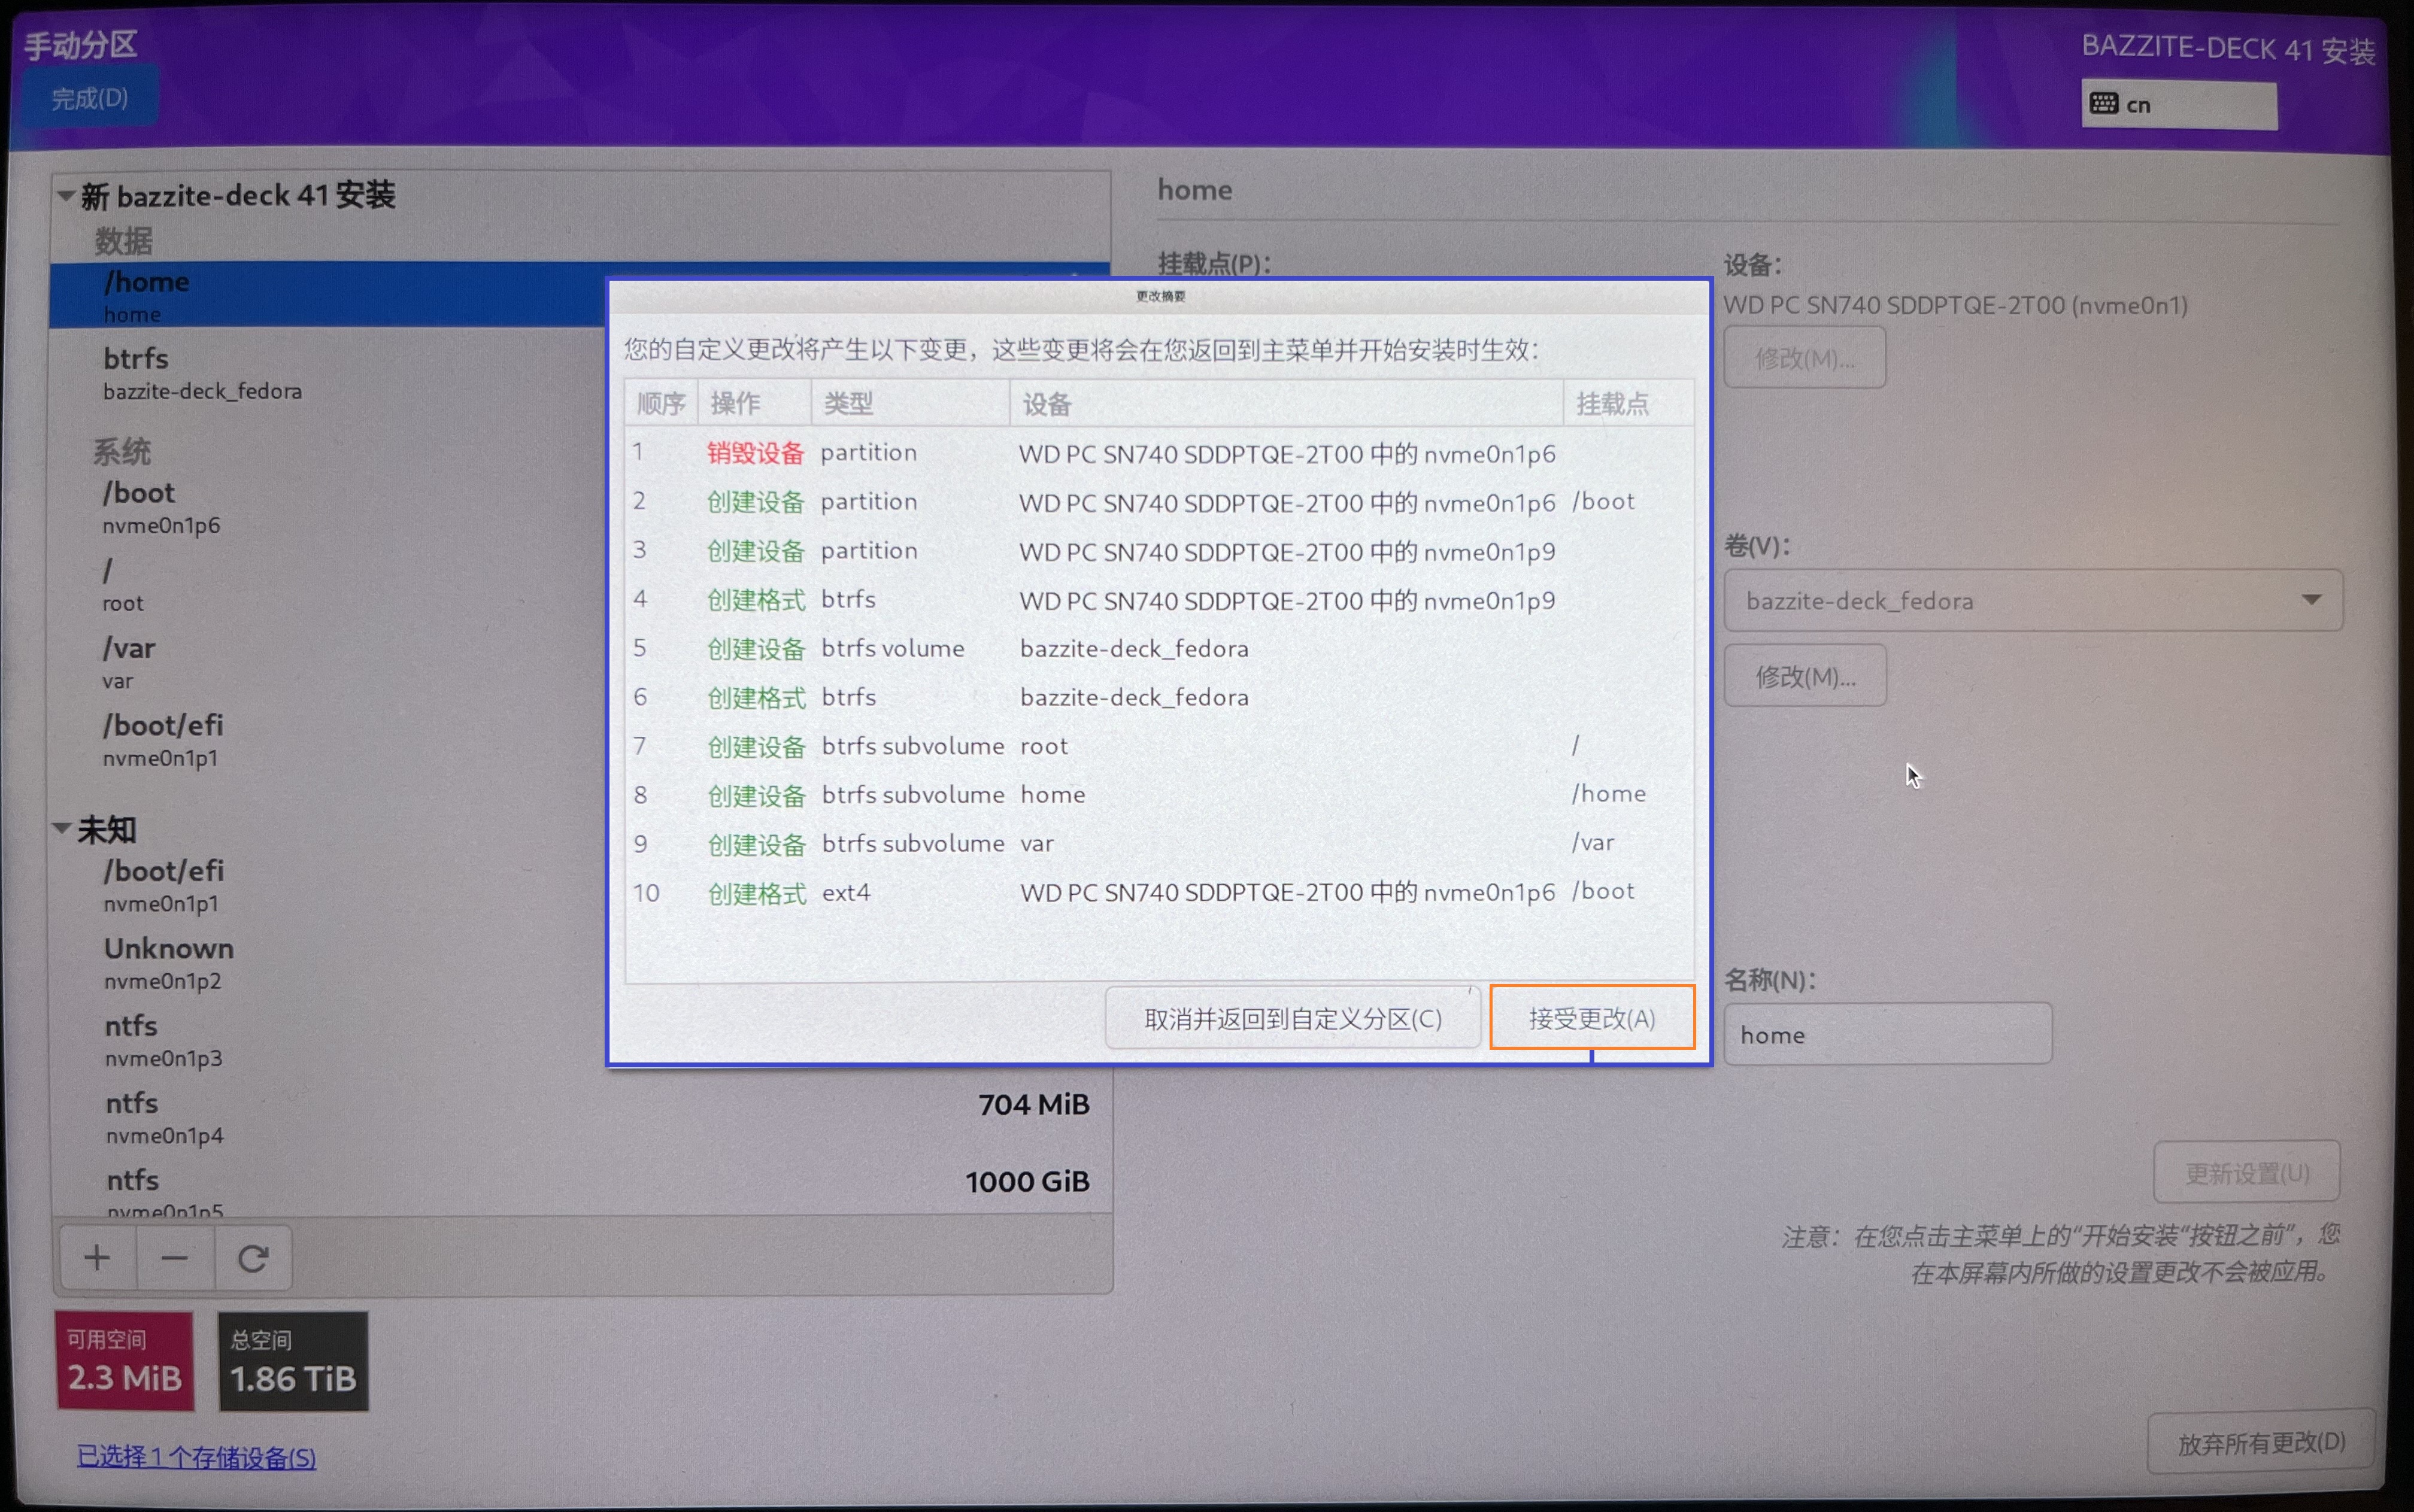 手动分区
BAZZITE-DECK 41 安装
完成(D)
cn
新 bazzite-deck 41 安装
数据
/home
home
btrfs
bazzite-deck_fedora
系统
/boot
nvme0n1p6
/
root
/var
var
/boot/efi
nvme0n1p1
未知
/boot/efi
nvme0n1p1
Unknown
nvme0n1p2
ntfs
nvme0n1p3
ntfs 704 MiB
nvme0n1p4
ntfs 1000 GiB
nvme0n1p5
可用空间
2.3 MiB
总空间
1.86 TiB
已选择 1 个存储设备(S)
更改摘要
您的自定义更改将产生以下变更，这些变更将会在您返回到主菜单并开始安装时生效：
顺序 操作 类型 设备 挂载点
1 销毁设备 partition WD PC SN740 SDDPTQE-2T00 中的 nvme0n1p6
2 创建设备 partition WD PC SN740 SDDPTQE-2T00 中的 nvme0n1p6 /boot
3 创建设备 partition WD PC SN740 SDDPTQE-2T00 中的 nvme0n1p9
4 创建格式 btrfs WD PC SN740 SDDPTQE-2T00 中的 nvme0n1p9
5 创建设备 btrfs volume bazzite-deck_fedora
6 创建格式 btrfs bazzite-deck_fedora
7 创建设备 btrfs subvolume root /
8 创建设备 btrfs subvolume home /home
9 创建设备 btrfs subvolume var /var
10 创建格式 ext4 WD PC SN740 SDDPTQE-2T00 中的 nvme0n1p6 /boot
取消并返回到自定义分区(C)
接受更改(A)
home
挂载点(P)：
设备：
WD PC SN740 SDDPTQE-2T00 (nvme0n1)
修改(M)...
卷(V)：
bazzite-deck_fedora
修改(M)...
名称(N)：
home
更新设置(U)
注意：在您点击主菜单上的“开始安装“按钮之前”，您
在本屏幕内所做的设置更改不会被应用。
放弃所有更改(D)